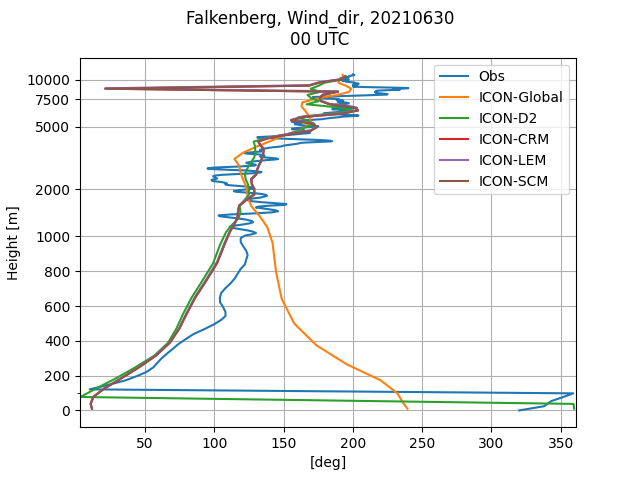 Falkenberg, Wind_dir, 20210630
00 UTC
Height [m]
10000
7500
5000
2000
1000
800
600
400
200
0
50
100
150
200
250
300
350
[deg]
Obs
ICON-Global
ICON-D2
ICON-CRM
ICON-LEM
ICON-SCM